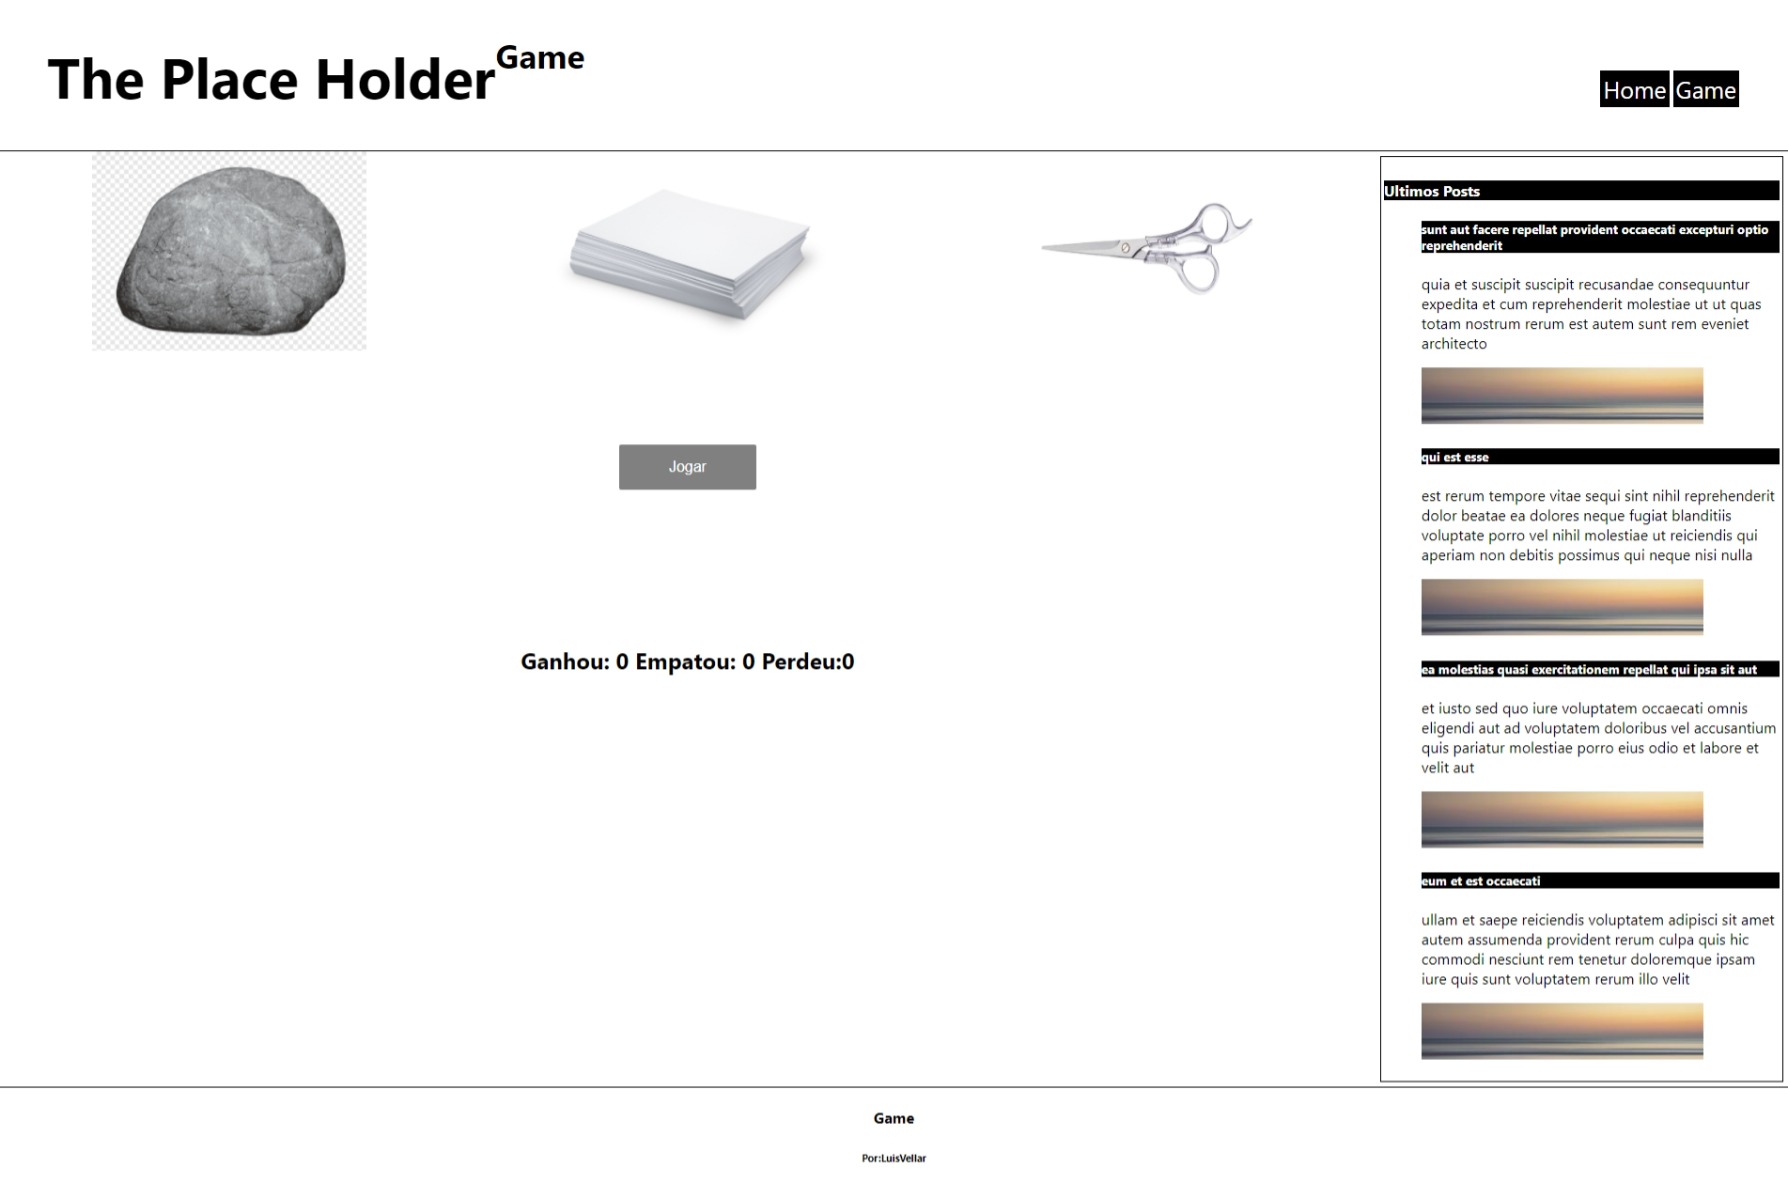 The Place Holder Game
Home Game
Jogar
Ganhou: 0 Empatou: 0 Perdeu:0
Ultimos Posts
sunt aut facere repellat provident occaecati excepturi optio
reprehenderit
quia et suscipit suscipit recusandae consequuntur
expedita et cum reprehenderit molestiae ut ut quas
totam nostrum rerum est autem sunt rem eveniet
architecto
qui est esse
est rerum tempore vitae sequi sint nihil reprehenderit
dolor beatae ea dolores neque fugiat blanditiis
voluptate porro vel nihil molestiae ut reiciendis qui
aperiam non debitis possimus qui neque nisi nulla
ea molestias quasi exercitationem repellat qui ipsa sit aut
et iusto sed quo iure voluptatem occaecati omnis
eligendi aut ad voluptatem doloribus vel accusantium
quis pariatur molestiae porro eius odio et labore et
velit aut
eum et est occaecati
ullam et saepe reiciendis voluptatem adipisci sit amet
autem assumenda provident rerum culpa quis hic
commodi nesciunt rem tenetur doloremque ipsam
iure quis sunt voluptatem rerum illo velit
Game
Por:LuisVellar